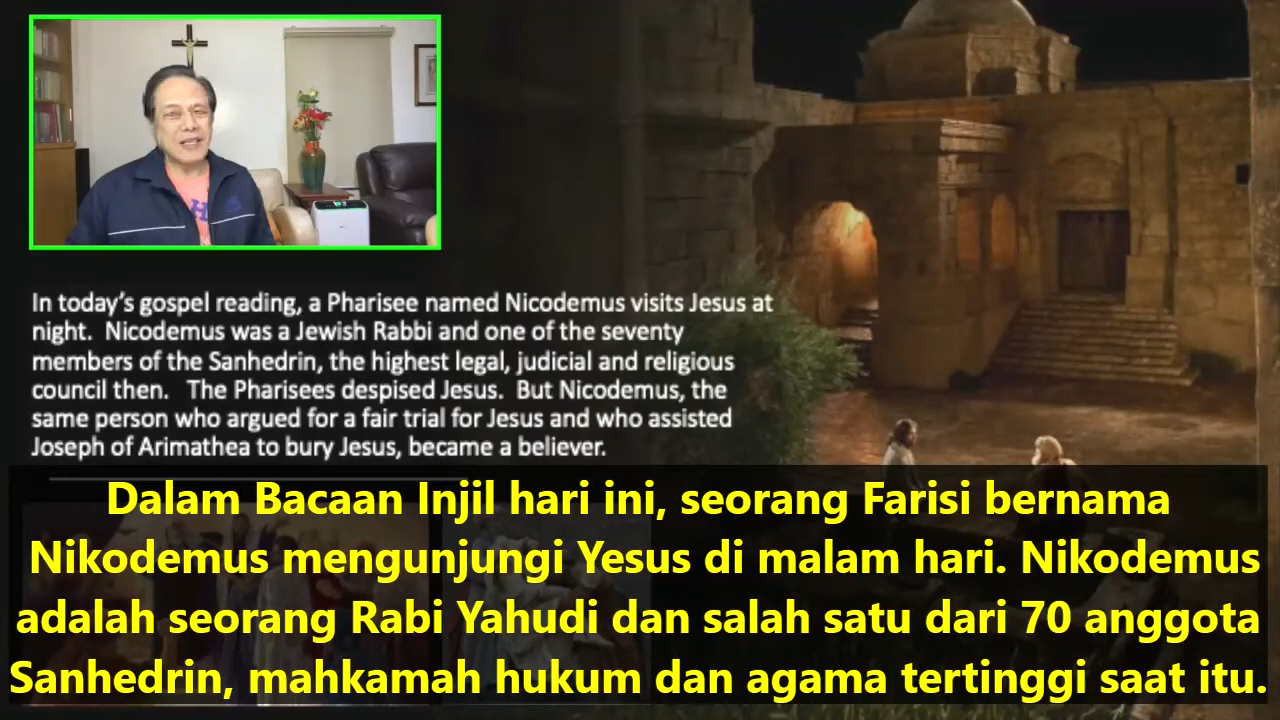 In today's gospel reading, a Pharisee named Nicodemus visits Jesus at
night.  Nicodemus was a Jewish Rabbi and one of the seventy
members of the Sanhedrin, the highest legal, judicial and religious
council then.   The Pharisees despised Jesus.  But Nicodemus, the
same person who argued for a fair trial for Jesus and who assisted
Joseph of Arimathea to bury Jesus, became a believer.
Dalam Bacaan Injil hari ini, seorang Farisi bernama
Nikodemus mengunjungi Yesus di malam hari. Nikodemus
adalah seorang Rabi Yahudi dan salah satu dari 70 anggota
Sanhedrin, mahkamah hukum dan agama tertinggi saat itu.